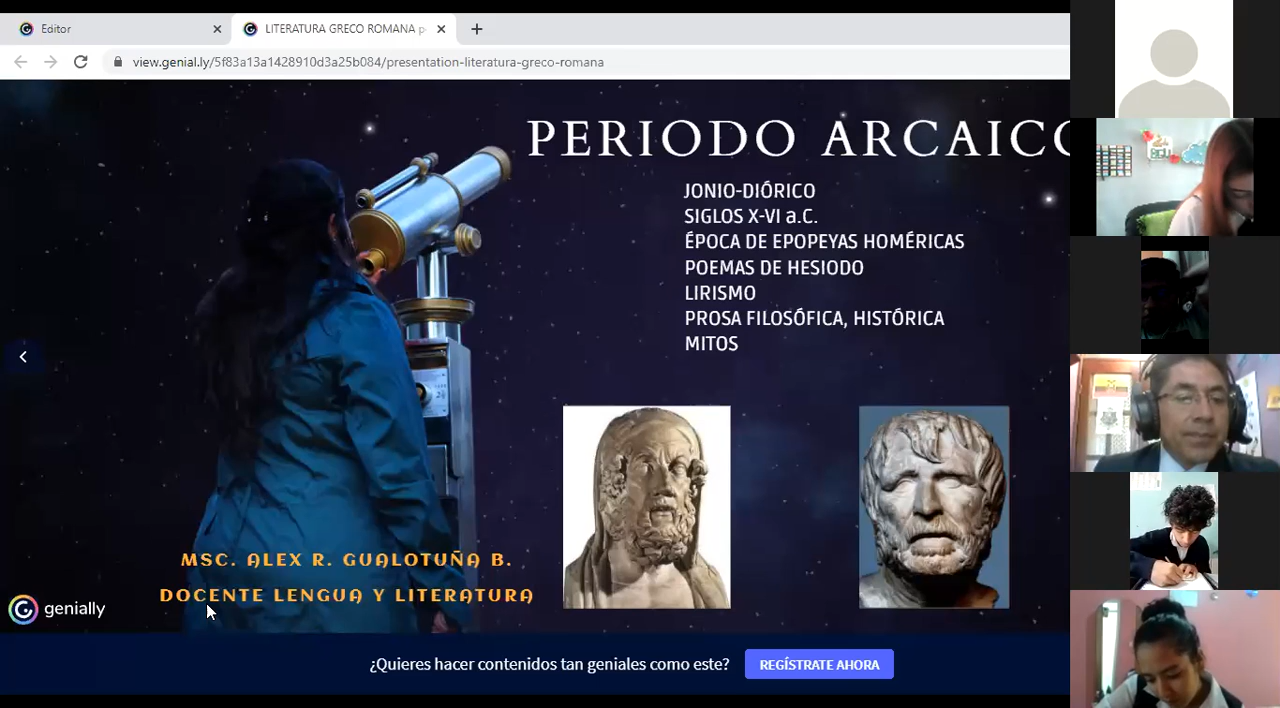 Editor
LITERATURA GRECO ROMANA p
view.genial.ly/5f83a13a1428910d3a25b084/presentation-literatura-greco-romana
PERIODO ARCAICO
JONIO-DIÓRICO
SIGLOS X-VI a.C.
ÉPOCA DE EPOPEYAS HOMÉRICAS
POEMAS DE HESIODO
LIRISMO
PROSA FILOSÓFICA, HISTÓRICA
MITOS
MSC. ALEX R. GUALOTUÑA B.
DOCENTE LENGUA Y LITERATURA
genially
¿Quieres hacer contenidos tan geniales como este?
REGÍSTRATE AHORA